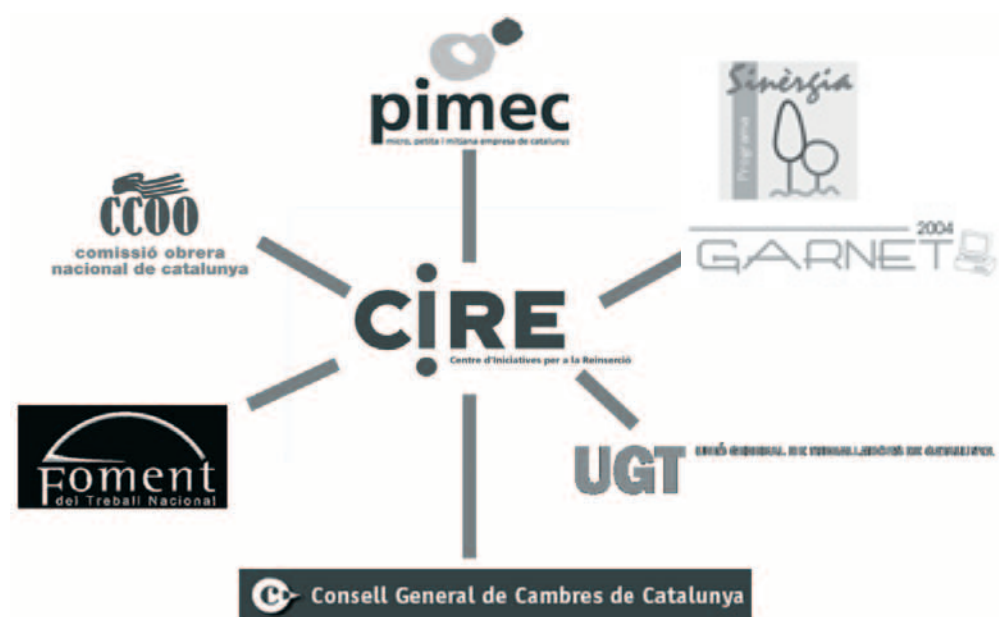 pimec
micro, petita i mitjana empresa de catalunya
Sinèrgia
Programa
CCOO
comissió obrera
nacional de catalunya
2004
GARNET
CIRE
Centre d'Iniciatives per a la Reinserció
Foment
del Treball Nacional
UGT
Consell General de Cambres de Catalunya